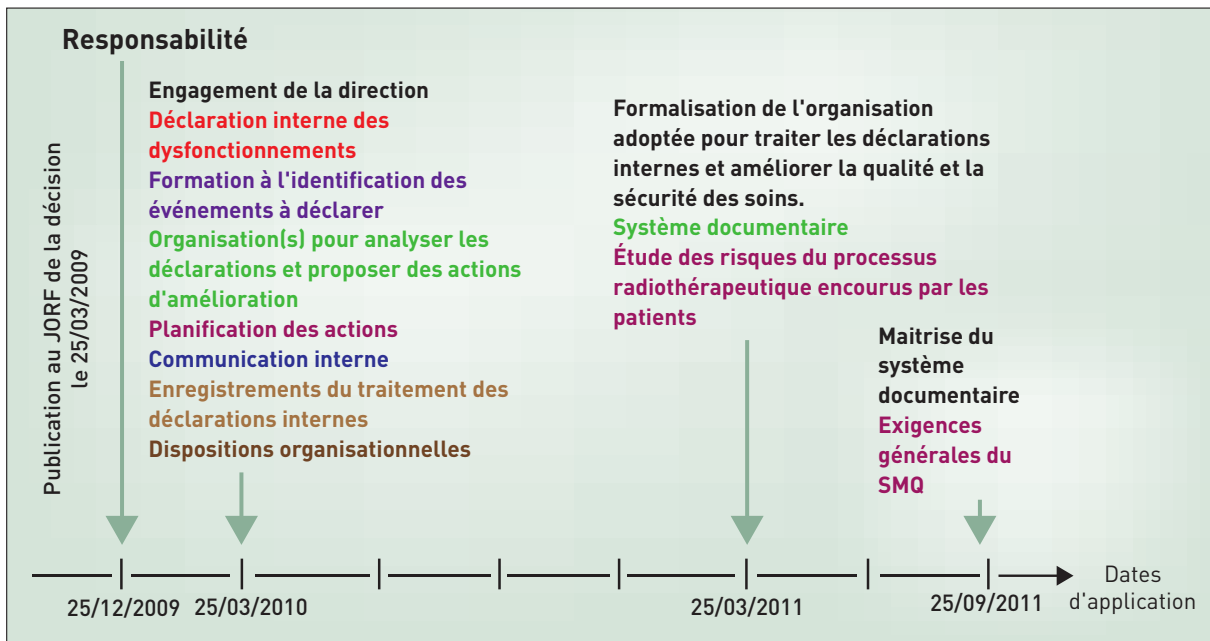 Responsabilité
Publication au JORF de la décision
le 25/03/2009
Engagement de la direction
Déclaration interne des
dysfonctionnements
Formation à l'identification des
événements à déclarer
Organisation(s) pour analyser les
déclarations et proposer des actions
d'amélioration
Planification des actions
Communication interne
Enregistrements du traitement des
déclarations internes
Dispositions organisationnelles
Formalisation de l'organisation
adoptée pour traiter les déclarations
internes et améliorer la qualité et la
sécurité des soins.
Système documentaire
Étude des risques du processus
radiothérapeutique encourus par les
patients
Maitrise du
système
documentaire
Exigences
générales du
SMQ
25/12/2009
25/03/2010
25/03/2011
25/09/2011
Dates
d'application